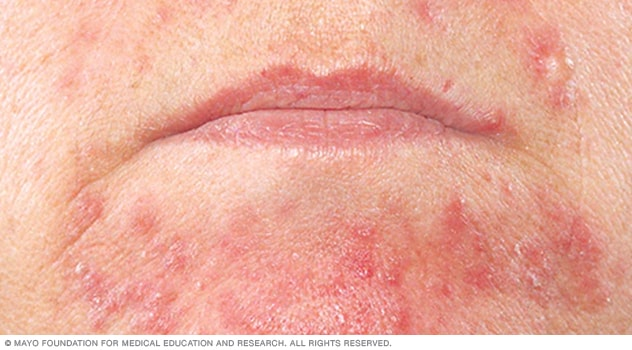 © MAYO FOUNDATION FOR MEDICAL EDUCATION AND RESEARCH. ALL RIGHTS RESERVED.